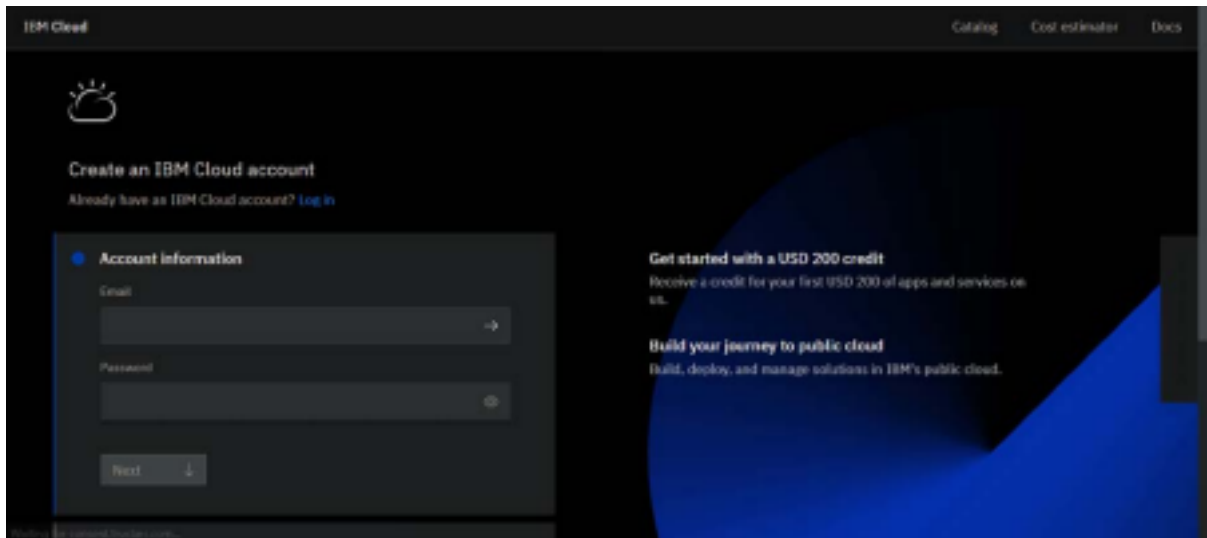 IBM Cloud
Catalog Cost estimator Docs
Create an IBM Cloud account
Already have an IBM Cloud account? Log in
Account information
Email
Password
Next
Get started with a USD 200 credit
Receive a credit for your first USD 200 of apps and services on
us.
Build your journey to public cloud
Build, deploy, and manage solutions in IBM's public cloud.